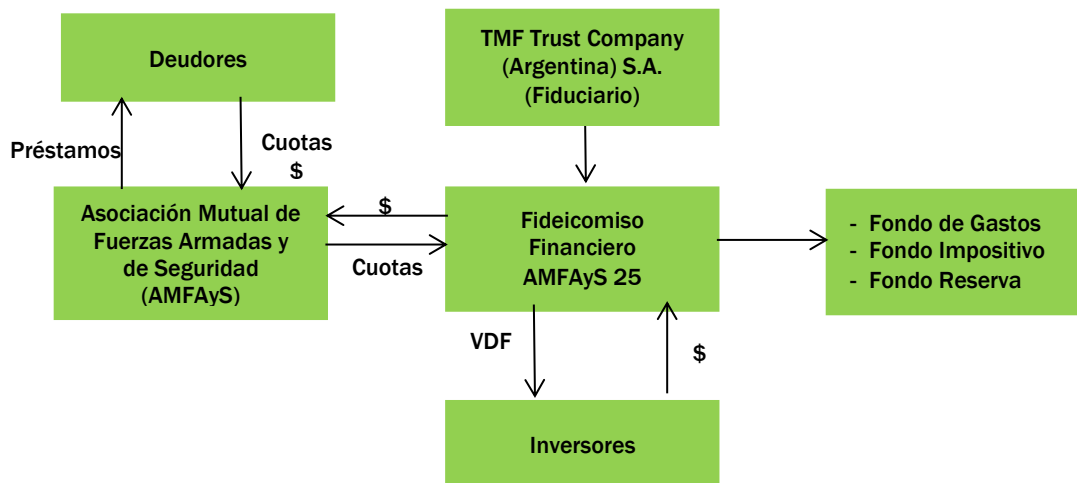 Deudores
TMF Trust Company
(Argentina) S.A.
(Fiduciario)
Préstamos
Cuotas
$
Asociación Mutual de
Fuerzas Armadas y
de Seguridad
(AMFAyS)
$
Cuotas
Fideicomiso
Financiero
AMFAyS 25
- Fondo de Gastos
- Fondo Impositivo
- Fondo Reserva
VDF
$
Inversores